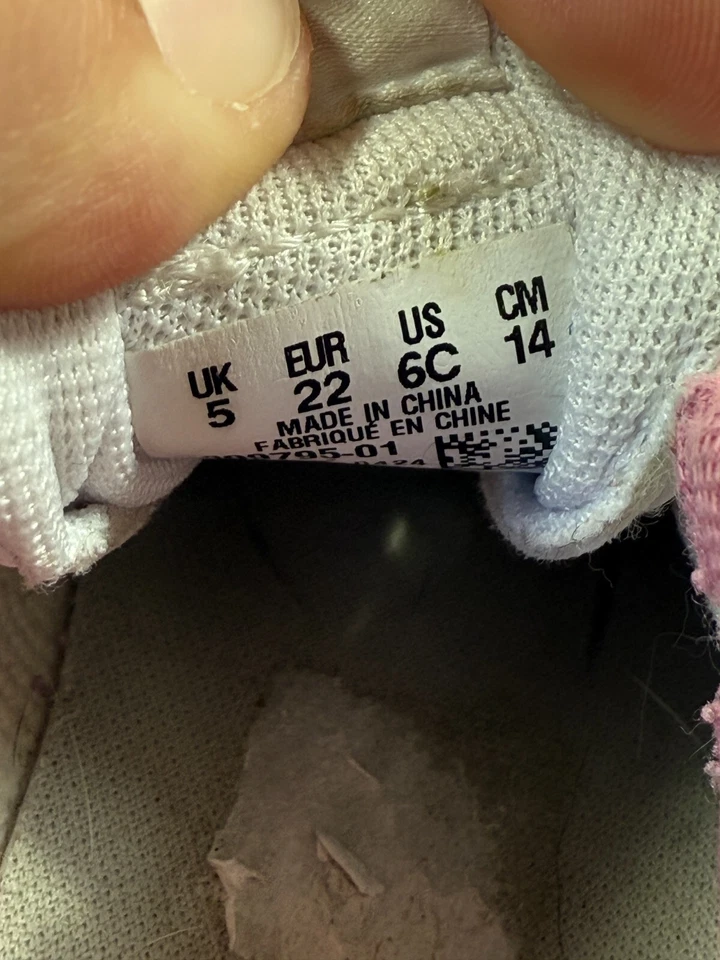 UK EUR US CM
5 22 6C 14
MADE IN CHINA
FABRIQUÉ EN CHINE